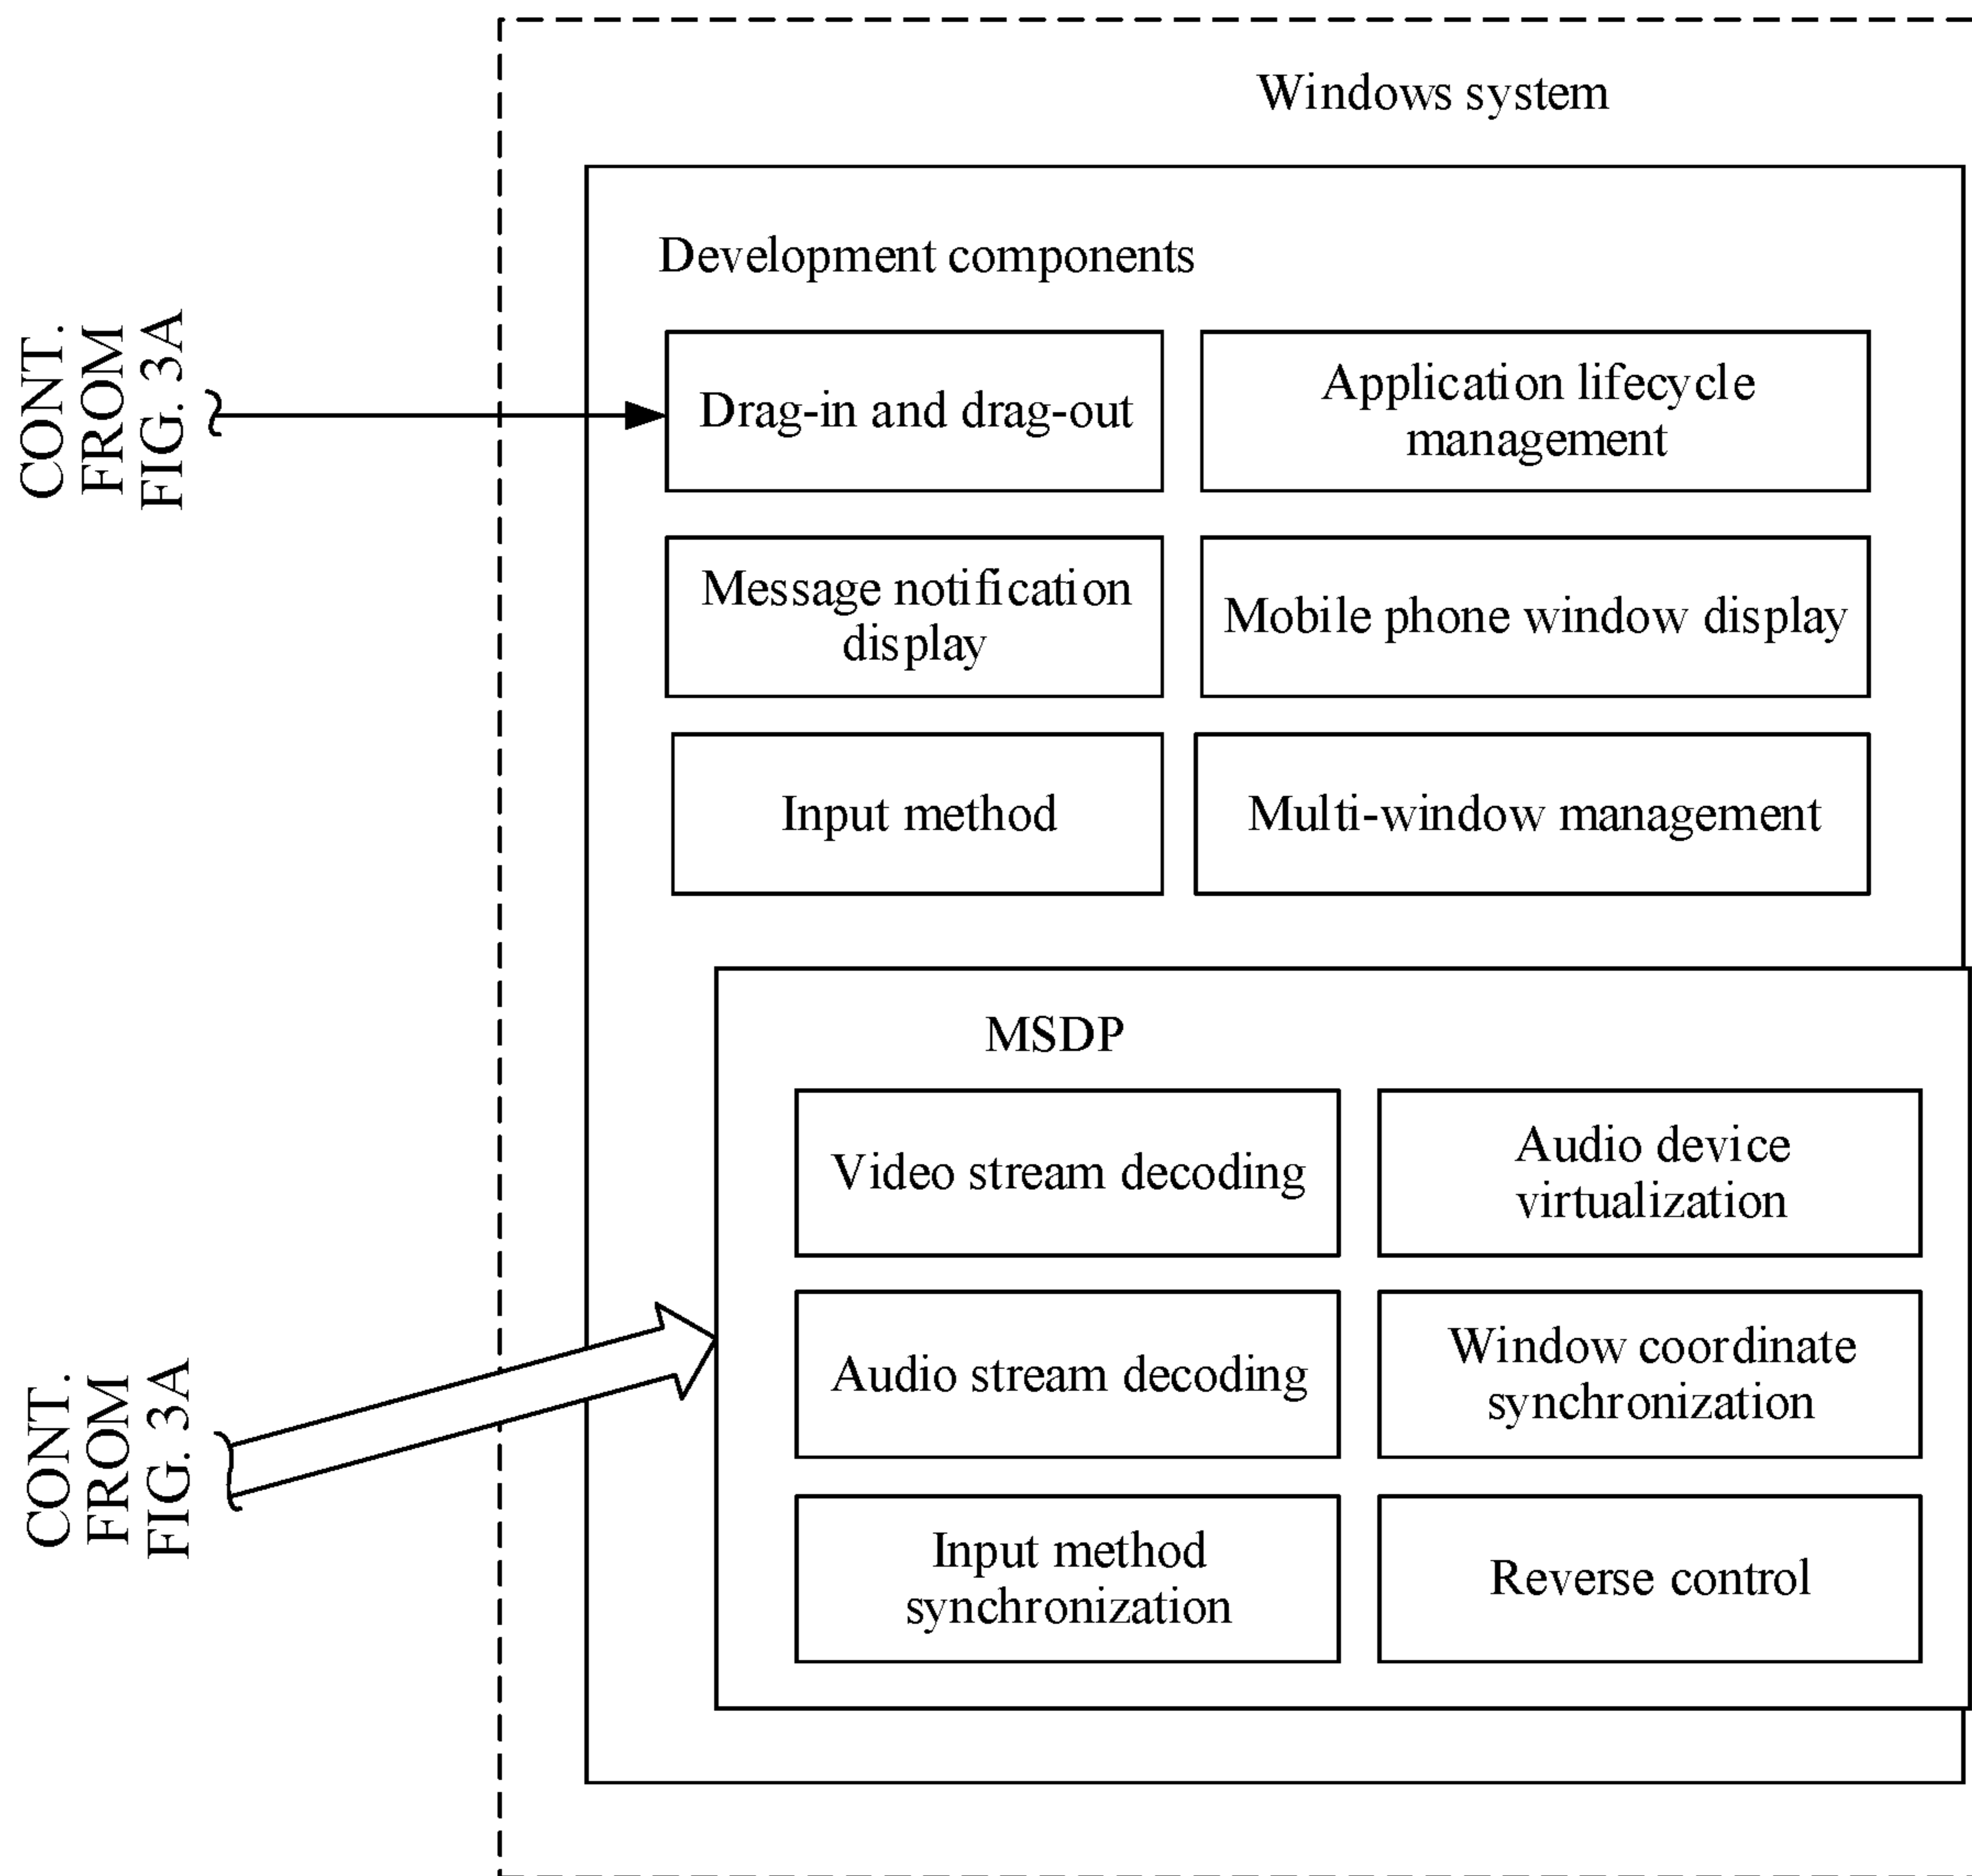 Windows system
Development components
CONT.
FROM
FIG. 3A
Drag-in and drag-out
Application lifecycle
management
Message notification
display
Mobile phone window display
Input method
Multi-window management
MSDP
Video stream decoding
Audio device
virtualization
CONT.
FROM
FIG. 3A
Audio stream decoding
Window coordinate
synchronization
Input method
synchronization
Reverse control